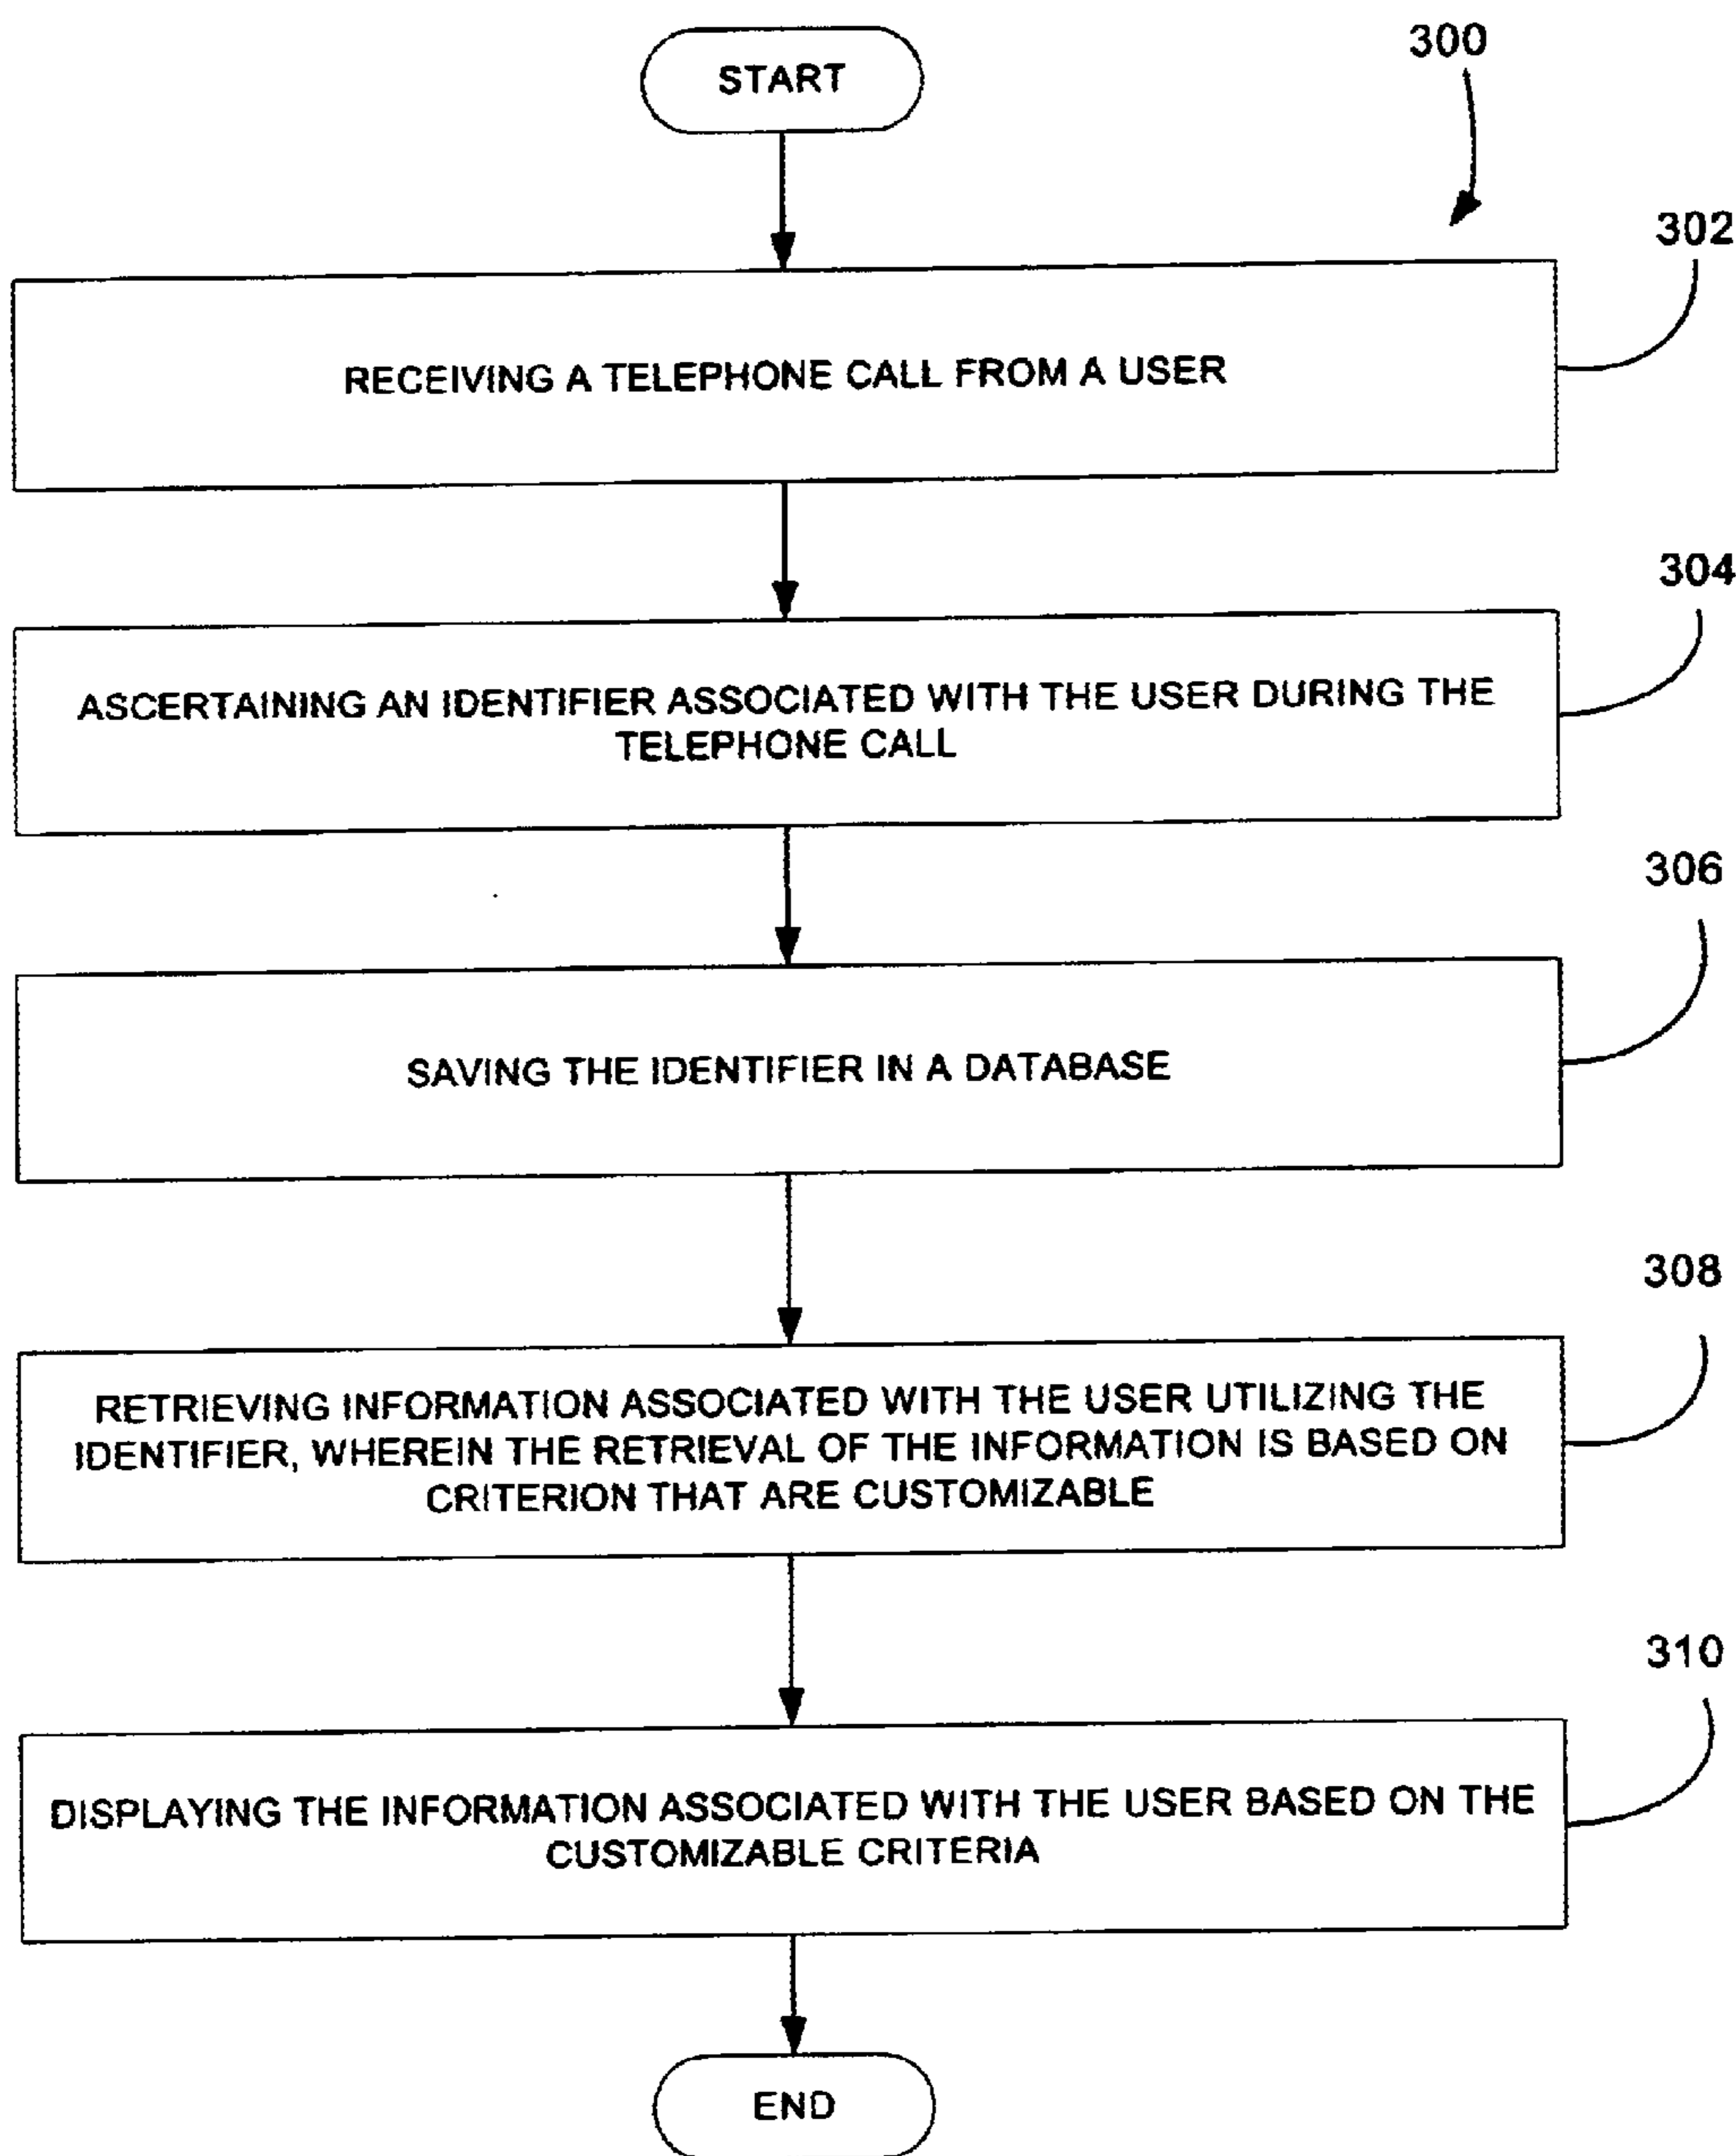 START
300
302
RECEIVING A TELEPHONE CALL FROM A USER
304
ASCERTAINING AN IDENTIFIER ASSOCIATED WITH THE USER DURING THE
TELEPHONE CALL
306
SAVING THE IDENTIFIER IN A DATABASE
308
RETRIEVING INFORMATION ASSOCIATED WITH THE USER UTILIZING THE
IDENTIFIER, WHEREIN THE RETRIEVAL OF THE INFORMATION IS BASED ON
CRITERION THAT ARE CUSTOMIZABLE
310
DISPLAYING THE INFORMATION ASSOCIATED WITH THE USER BASED ON THE
CUSTOMIZABLE CRITERIA
END